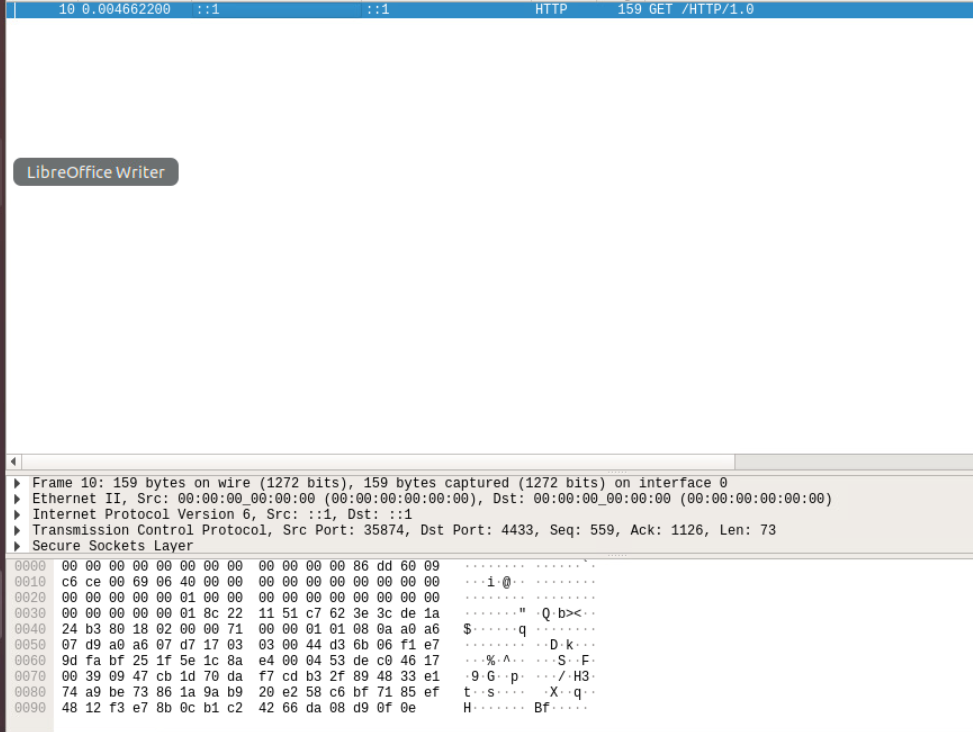 10 0.004662200 ::1 ::1 HTTP 159 GET /HTTP/1.0
LibreOffice Writer
Frame 10: 159 bytes on wire (1272 bits), 159 bytes captured (1272 bits) on interface 0
Ethernet II, Src: 00:00:00_00:00:00 (00:00:00:00:00:00), Dst: 00:00:00_00:00:00 (00:00:00:00:00:00)
Internet Protocol Version 6, Src: ::1, Dst: ::1
Transmission Control Protocol, Src Port: 35874, Dst Port: 4433, Seq: 559, Ack: 1126, Len: 73
Secure Sockets Layer
0000 00 00 00 00 00 00 00 00 00 00 00 00 86 dd 60 09 ········ ······`·
0010 c6 ce 00 69 06 40 00 00 00 00 00 00 00 00 00 00 ···i·@·· ········
0020 00 00 00 00 00 01 00 00 00 00 00 00 00 00 00 00 ········ ········
0030 00 00 00 00 00 01 8c 22 11 51 c7 62 3e 3c de 1a ·······" ·Q·b><··
0040 24 b3 80 18 02 00 00 71 00 00 01 01 08 0a a0 a6 $······q ········
0050 07 d9 a0 a6 07 d7 17 03 03 00 44 d3 6b 06 f1 e7 ········ ··D·k···
0060 9d fa bf 25 1f 5e 1c 8a e4 00 04 53 de c0 46 17 ···%·^·· ···S··F·
0070 00 39 09 47 cb 1d 70 da f7 cd b3 2f 89 48 33 e1 ·9·G··p· ···/·H3·
0080 74 a9 be 73 86 1a 9a b9 20 e2 58 c6 bf 71 85 ef t··s···· ·X··q··
0090 48 12 f3 e7 8b 0c b1 c2 42 66 da 08 d9 0f 0e H······· Bf·····